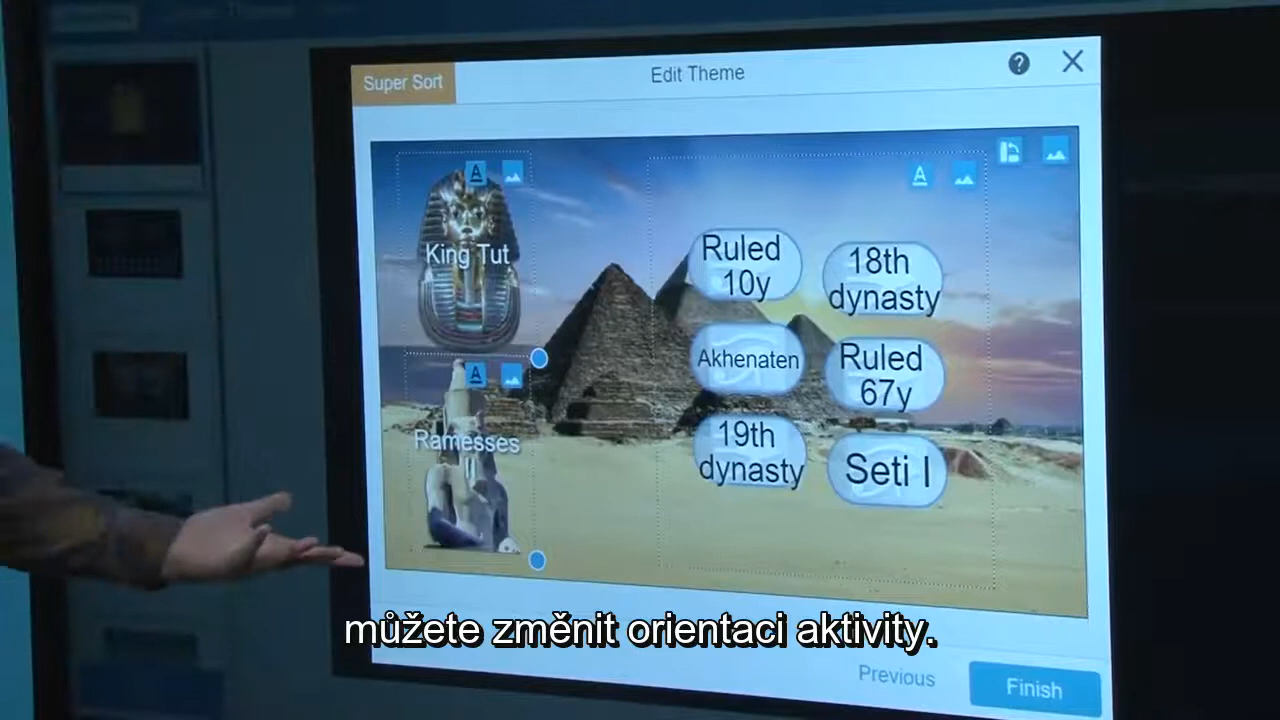 Super Sort
Edit Theme
?
A
A
King Tut
Ruled
10y
18th
dynasty
Akhenaten
Ruled
67y
A
Ramesses
19th
dynasty
Seti I
můžete změnit orientaci aktivity.
Previous
Finish